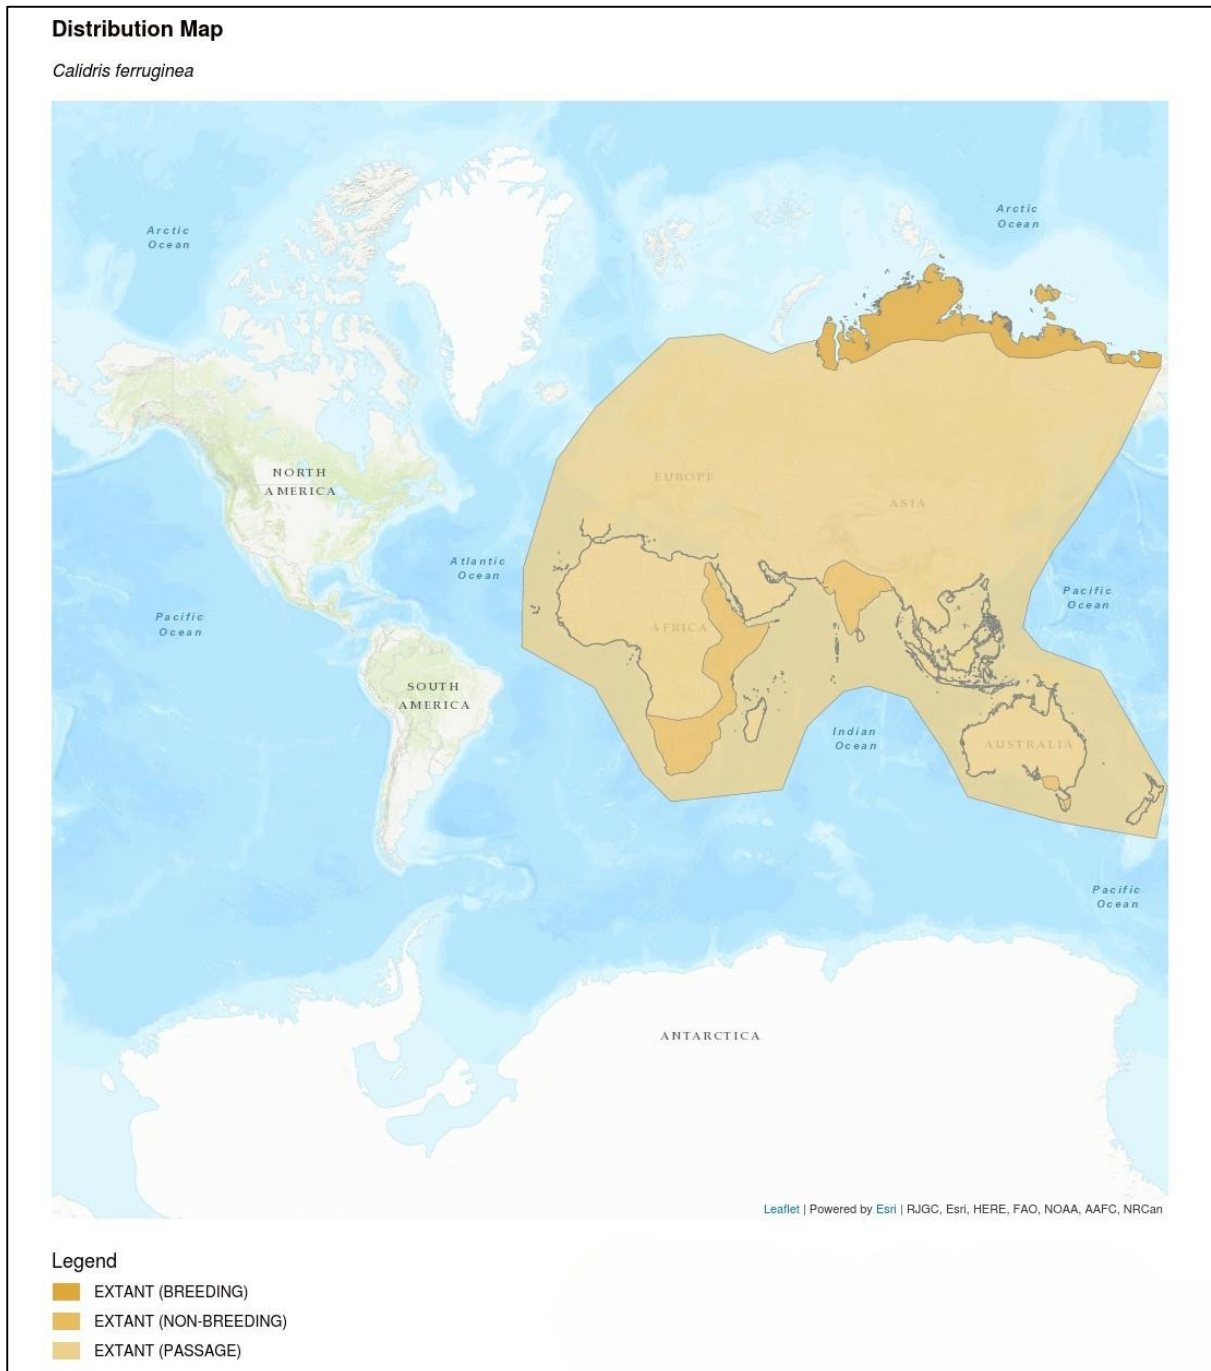 Distribution Map
Calidris ferruginea
Arctic
Ocean
Arctic
Ocean
NORTH
AMERICA
EUROPE
ASIA
Atlantic
Ocean
Pacific
Ocean
Pacific
Ocean
AFRICA
SOUTH
AMERICA
Indian
Ocean
AUSTRALIA
Pacific
Ocean
ANTARCTICA
Leaflet | Powered by Esri | RJGC, Esri, HERE, FAO, NOAA, AAFC, NRCan
Legend
EXTANT (BREEDING)
EXTANT (NON-BREEDING)
EXTANT (PASSAGE)